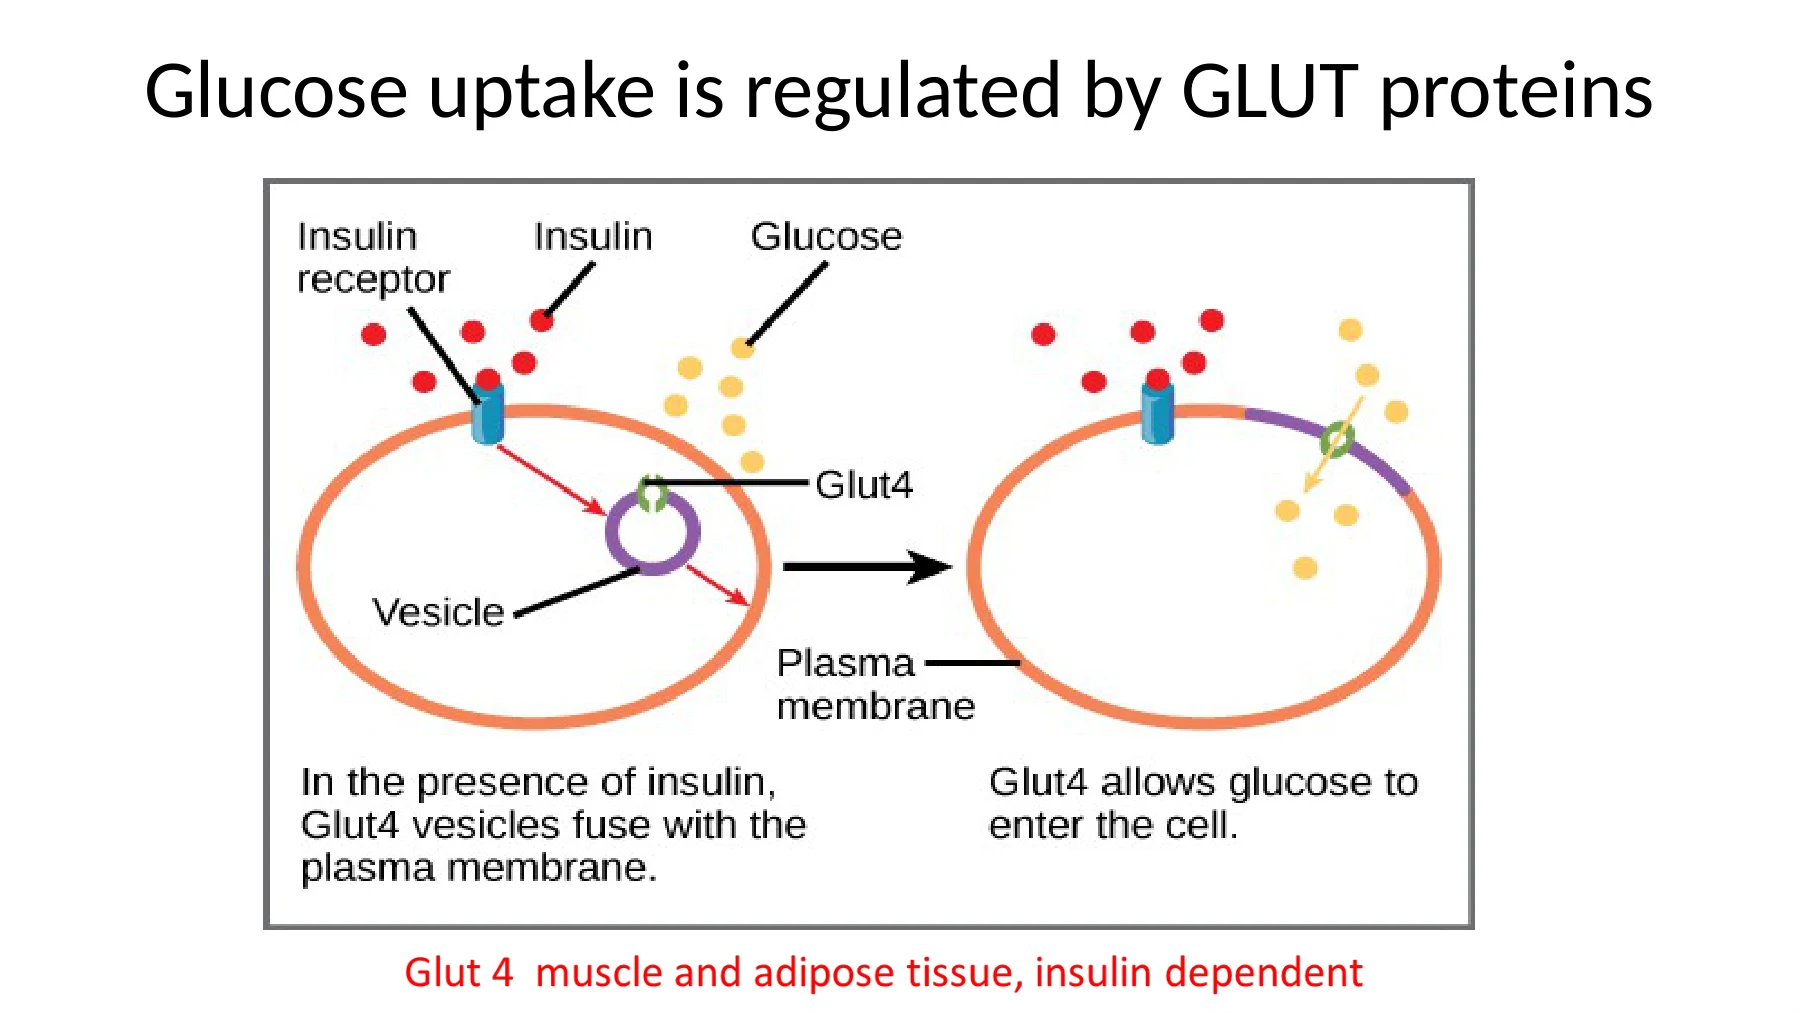 Glucose uptake is regulated by GLUT proteins
Insulin
receptor
Insulin
Glucose
Glut4
Vesicle
Plasma
membrane
In the presence of insulin,
Glut4 vesicles fuse with the
plasma membrane.
Glut4 allows glucose to
enter the cell.
Glut 4  muscle and adipose tissue, insulin dependent